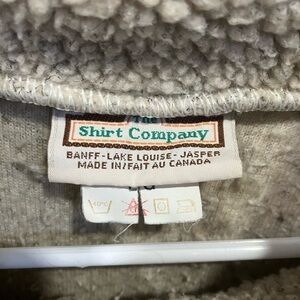 The
Shirt Company
BANFF-LAKE LOUISE-JASPER
MADE IN/FAIT AU CANADA